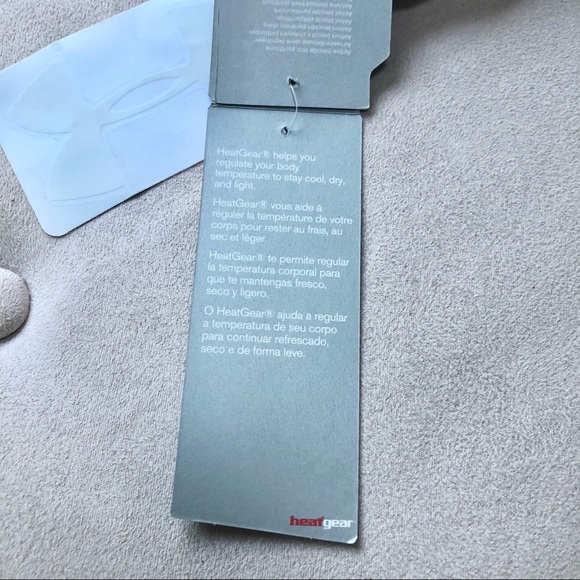 HeatGear® helps you
regulate your body
temperature to stay cool, dry,
and light.
HeatGear® vous aide à
réguler la température de votre
corps pour rester au frais, au
sec et léger.
HeatGear® te permite regular
la temperatura corporal para
que te mantengas fresco,
seco y ligero.
O HeatGear® ajuda a regular
a temperatura de seu corpo
para continuar refrescado,
seco e de forma leve.
heatgear